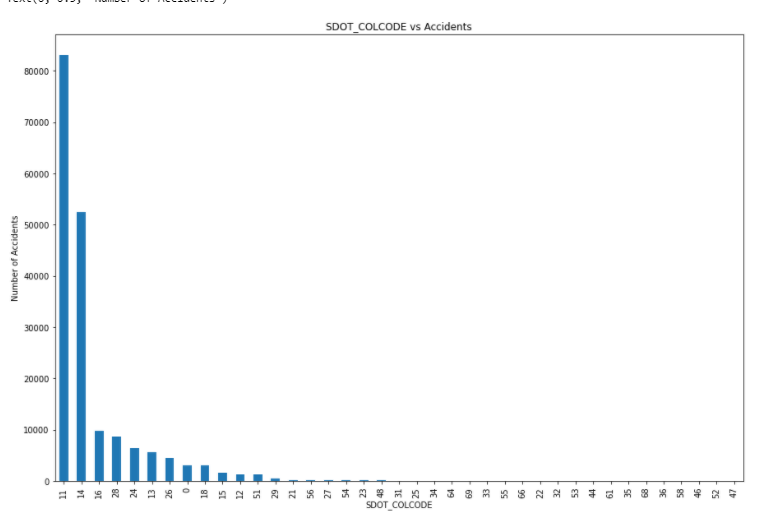 SDOT_COLCODE vs Accidents
80000
70000
60000
50000
40000
30000
20000
10000
0
Number of Accidents
11 14 16 28 24 13 26 0 18 15 12 51 29 21 56 27 54 23 48 31 25 34 64 69 33 55 66 22 32 53 44 61 35 68 36 58 46 52 47
SDOT_COLCODE